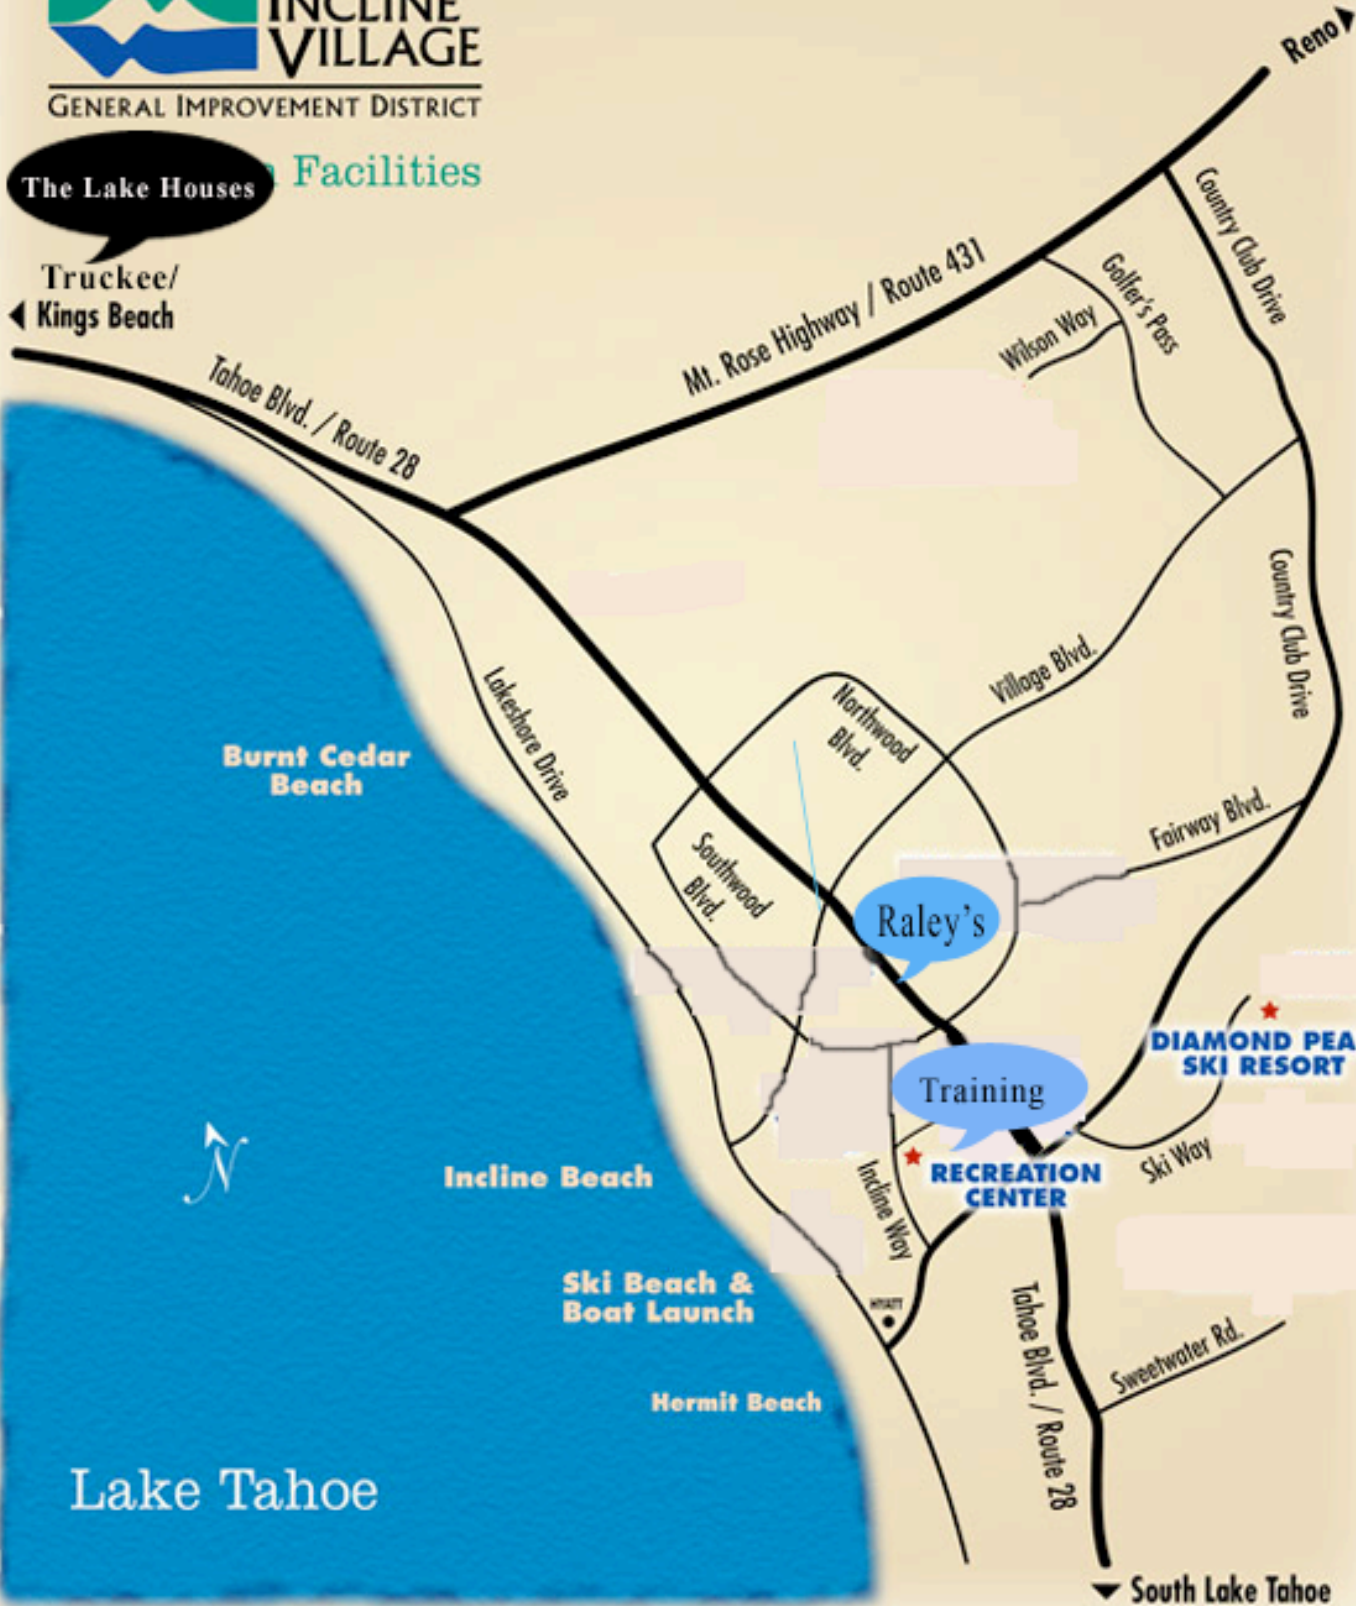 INCLINE
VILLAGE
GENERAL IMPROVEMENT DISTRICT
Facilities
The Lake Houses
Truckee/
Kings Beach
Reno
Country Club Drive
Golfer's Pass
Wilson Way
Mt. Rose Highway / Route 431
Tahoe Blvd. / Route 28
Country Club Drive
Village Blvd.
Northwood
Blvd.
Lakeshore Drive
Burnt Cedar
Beach
Fairway Blvd.
Southwood
Blvd.
Raley's
DIAMOND PEA
SKI RESORT
Training
N
Incline Beach
RECREATION
CENTER
Ski Way
Incline Way
Ski Beach &
Boat Launch
HYATT
Tahoe Blvd. / Route 28
Sweetwater Rd.
Hermit Beach
Lake Tahoe
South Lake Tahoe